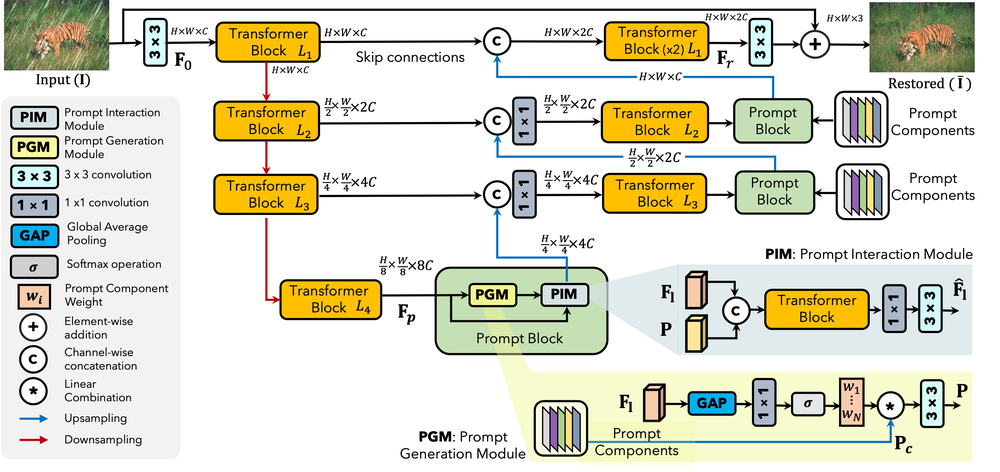 Input (I)
3 × 3
H×W×C
F₀
Transformer
Block L₁
H×W×C
Skip connections
C
H×W×2C
Transformer
Block (x2) L₁
H×W×2C
Fᵣ
3 × 3
+
H×W×3
Restored (Ī)
H×W×C
H×W×C
Transformer
Block L₂
H/2×W/2×2C
C
1 × 1
H/2×W/2×2C
Transformer
Block L₂
Prompt
Block
Prompt
Components
H/2×W/2×2C
Transformer
Block L₃
H/4×W/4×4C
C
1 × 1
H/4×W/4×4C
Transformer
Block L₃
Prompt
Block
Prompt
Components
H/4×W/4×4C
Transformer
Block L₄
H/8×W/8×8C
Fₚ
PGM
PIM
Prompt Block
PIM
Prompt Interaction
Module
PGM
Prompt Generation
Module
3 × 3
3 x 3 convolution
1 × 1
1 x1 convolution
GAP
Global Average
Pooling
σ
Softmax operation
wᵢ
Prompt Component
Weight
+
Element-wise
addition
C
Channel-wise
concatenation
*
Linear
Combination
Upsampling
Downsampling
PIM: Prompt Interaction Module
Fₗ
P
C
Transformer
Block
1 × 1
3 × 3
F̂ₗ
PGM: Prompt
Generation Module
Fₗ
GAP
1 × 1
σ
w₁
⋮
w_N
*
3 × 3
P
Prompt
Components
P_c